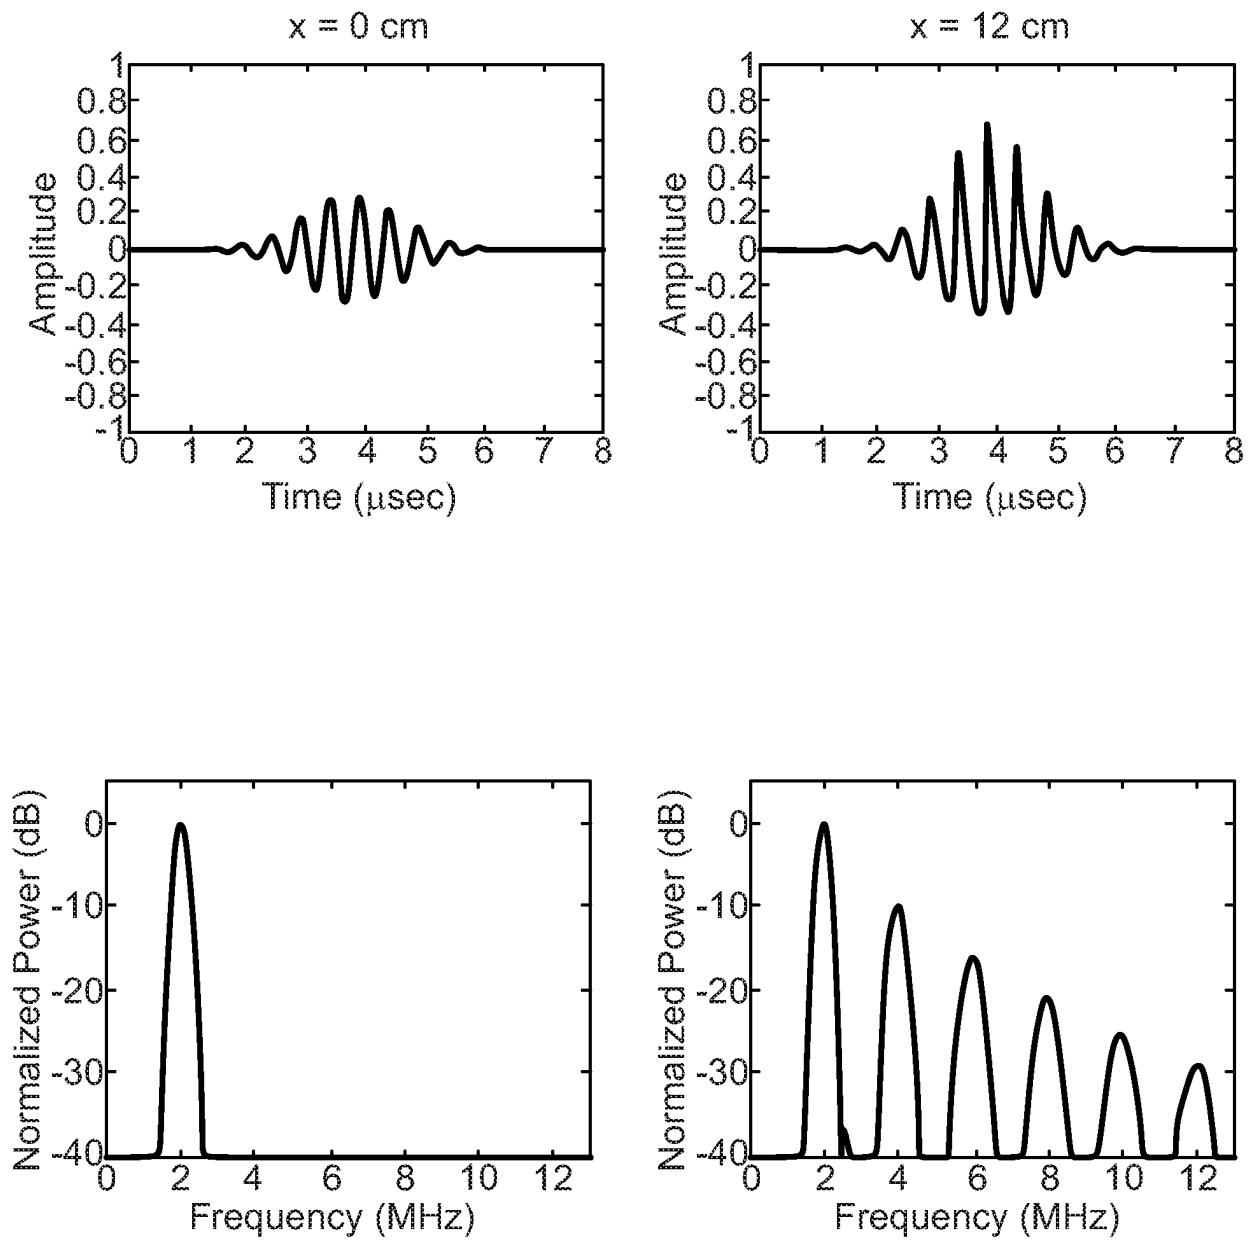 x = 0 cm
1
0.8
0.6
0.4
0.2
0
-0.2
-0.4
-0.6
-0.8
-1
Amplitude
0 1 2 3 4 5 6 7 8
Time (μsec)
x = 12 cm
1
0.8
0.6
0.4
0.2
0
-0.2
-0.4
-0.6
-0.8
-1
Amplitude
0 1 2 3 4 5 6 7 8
Time (μsec)
0
-10
-20
-30
-40
Normalized Power (dB)
0 2 4 6 8 10 12
Frequency (MHz)
0
-10
-20
-30
-40
Normalized Power (dB)
0 2 4 6 8 10 12
Frequency (MHz)